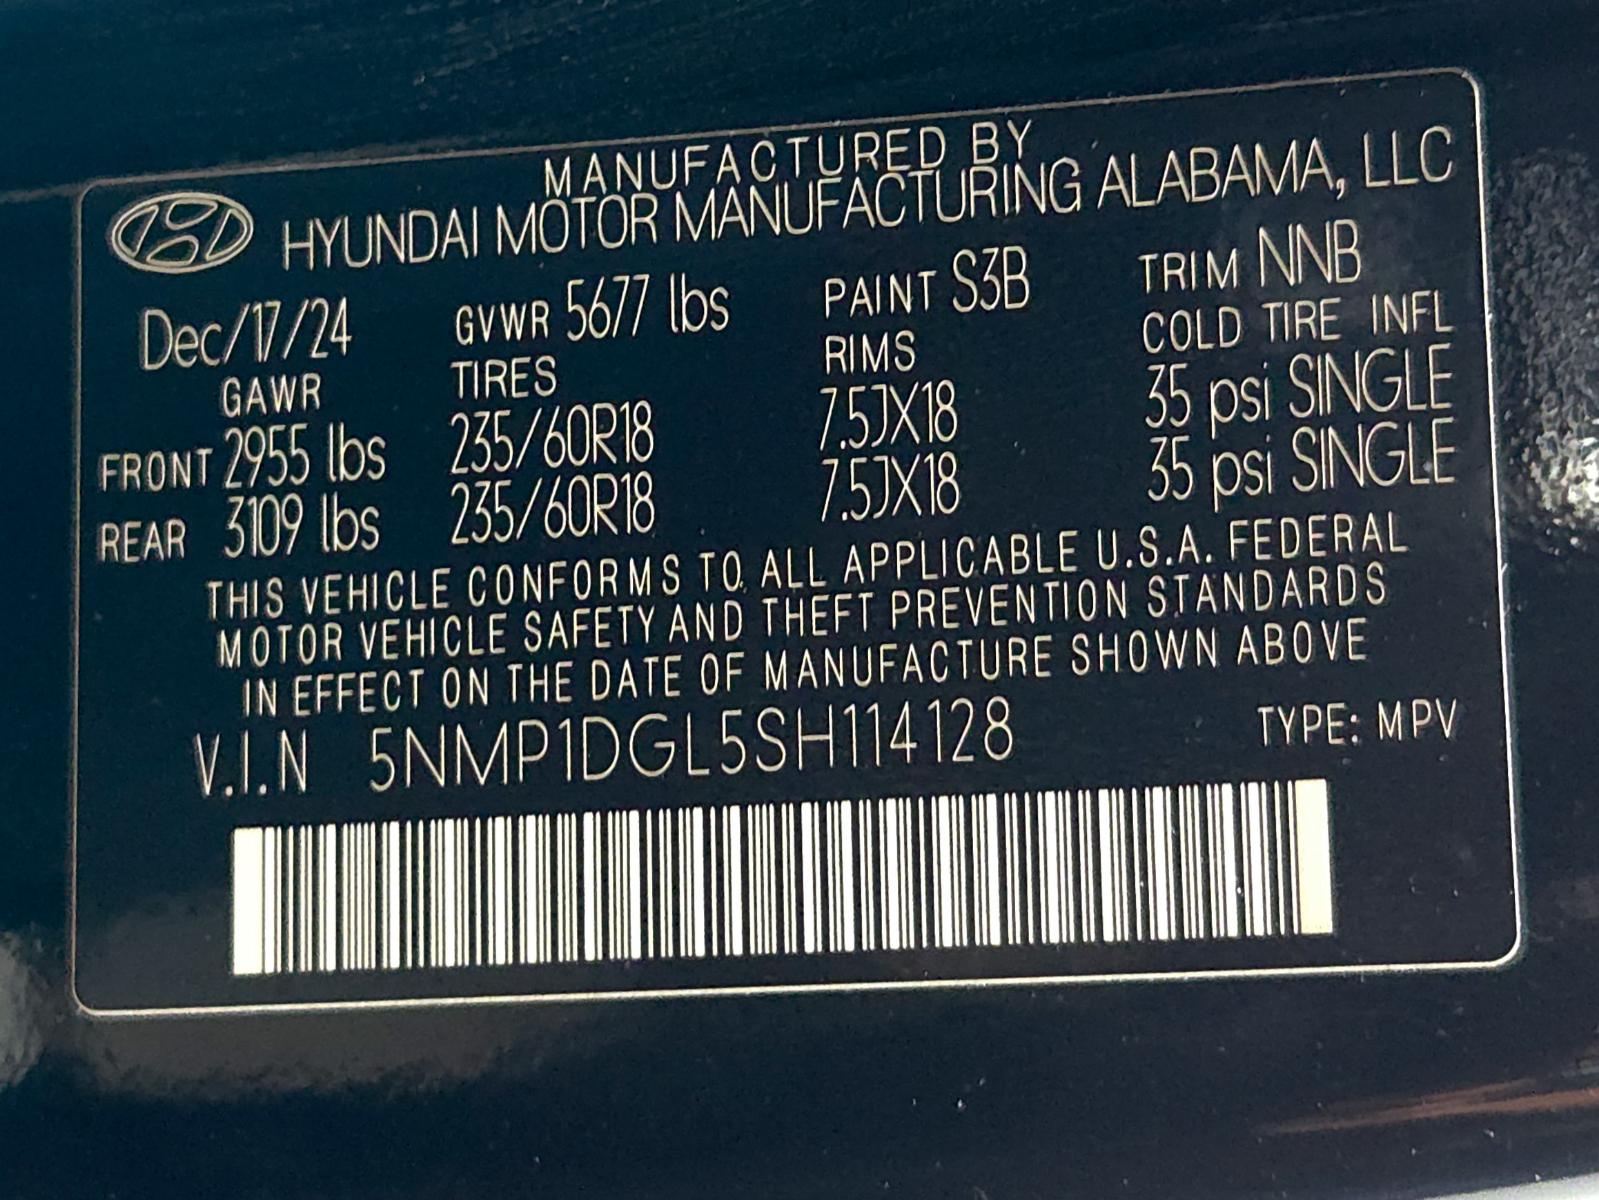 MANUFACTURED BY
HYUNDAI MOTOR MANUFACTURING ALABAMA, LLC
Dec/17/24 GVWR 5677 lbs PAINT S3B TRIM NNB
GAWR TIRES RIMS COLD TIRE INFL
FRONT 2955 lbs 235/60R18 7.5JX18 35 psi SINGLE
REAR 3109 lbs 235/60R18 7.5JX18 35 psi SINGLE
THIS VEHICLE CONFORMS TO ALL APPLICABLE U.S.A. FEDERAL
MOTOR VEHICLE SAFETY AND THEFT PREVENTION STANDARDS
IN EFFECT ON THE DATE OF MANUFACTURE SHOWN ABOVE
V.I.N 5NMP1DGL5SH114128 TYPE: MPV